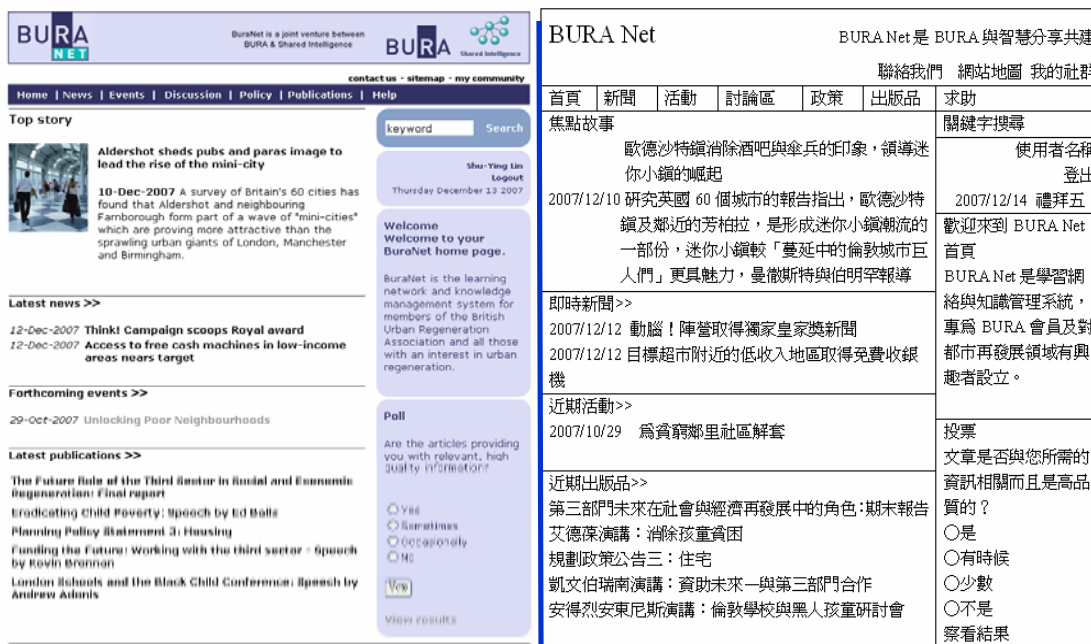 BURA
NET
BuraNet is a joint venture between
BURA & Shared Intelligence
BURA
Shared Intelligence
contact us - sitemap - my community
Home | News | Events | Discussion | Policy | Publications | Help
Top story
Aldershot sheds pubs and paras image to
lead the rise of the mini-city
10-Dec-2007 A survey of Britain's 60 cities has
found that Aldershot and neighbouring
Farnborough form part of a wave of "mini-cities"
which are proving more attractive than the
sprawling urban giants of London, Manchester
and Birmingham.
Latest news >>
12-Dec-2007 Think! Campaign scoops Royal award
12-Dec-2007 Access to free cash machines in low-income
areas nears target
Forthcoming events >>
29-Oct-2007 Unlocking Poor Neighbourhoods
Latest publications >>
The Future Role of the Third Sector in Social and Economic
Regeneration: Final report
Eradicating Child Poverty: Speech by Ed Balls
Planning Policy Statement 3: Housing
Funding the Future: Working with the third sector - Speech
by Kevin Brennan
London Schools and the Black Child Conference: Speech by
Andrew Adonis
keyword Search
Shu-Ying Lin
Logout
Thursday December 13 2007
Welcome
Welcome to your
BuraNet home page.
BuraNet is the learning
network and knowledge
management system for
members of the British
Urban Regeneration
Association and all those
with an interest in urban
regeneration.
Poll
Are the articles providing
you with relevant, high
quality information?
Yes
Sometimes
Occasionally
No
Vote
View results
BURA Net
BURA Net 是 BURA 與智慧分享共建
聯絡我們 網站地圖 我的社群
首頁 新聞 活動 討論區 政策 出版品 求助
焦點故事
歐德沙特鎮消除酒吧與傘兵的印象，領導迷
你小鎮的崛起
2007/12/10 研究英國 60 個城市的報告指出，歐德沙特
鎮及鄰近的芳柏拉，是形成迷你小鎮潮流的
一部份，迷你小鎮較「蔓延中的倫敦城市巨
人們」更具魅力，曼徹斯特與伯明罕報導
即時新聞>>
2007/12/12 動腦！陣營取得獨家皇家獎新聞
2007/12/12 目標超市附近的低收入地區取得免費收銀
機
近期活動>>
2007/10/29 為貧窮鄰里社區解套
近期出版品>>
第三部門未來在社會與經濟再發展中的角色:期末報告
艾德葆演講：消除孩童貧困
規劃政策公告三：住宅
凱文伯瑞南演講：資助未來—與第三部門合作
安得烈安東尼斯演講：倫敦學校與黑人孩童研討會
關鍵字搜尋
使用者名稱
登出
2007/12/14 禮拜五
歡迎來到 BURA Net
首頁
BURA Net 是學習網
絡與知識管理系統，
專為 BURA 會員及對
都市再發展領域有興
趣者設立。
投票
文章是否與您所需的
資訊相關而且是高品
質的？
〇是
〇有時候
〇少數
〇不是
察看結果